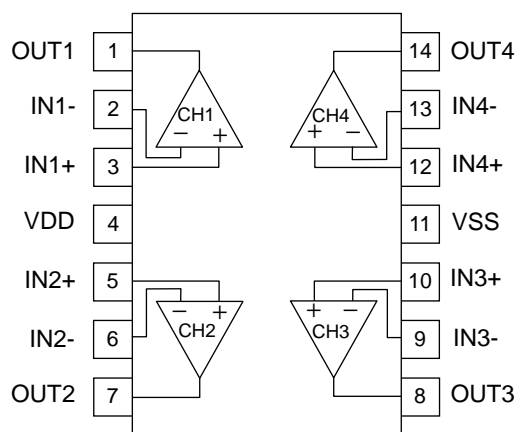 OUT1 1 14 OUT4
IN1- 2 CH1 CH4 13 IN4-
− + + −
IN1+ 3 12 IN4+
VDD 4 11 VSS
IN2+ 5 10 IN3+
− + + −
IN2- 6 CH2 CH3 9 IN3-
OUT2 7 8 OUT3